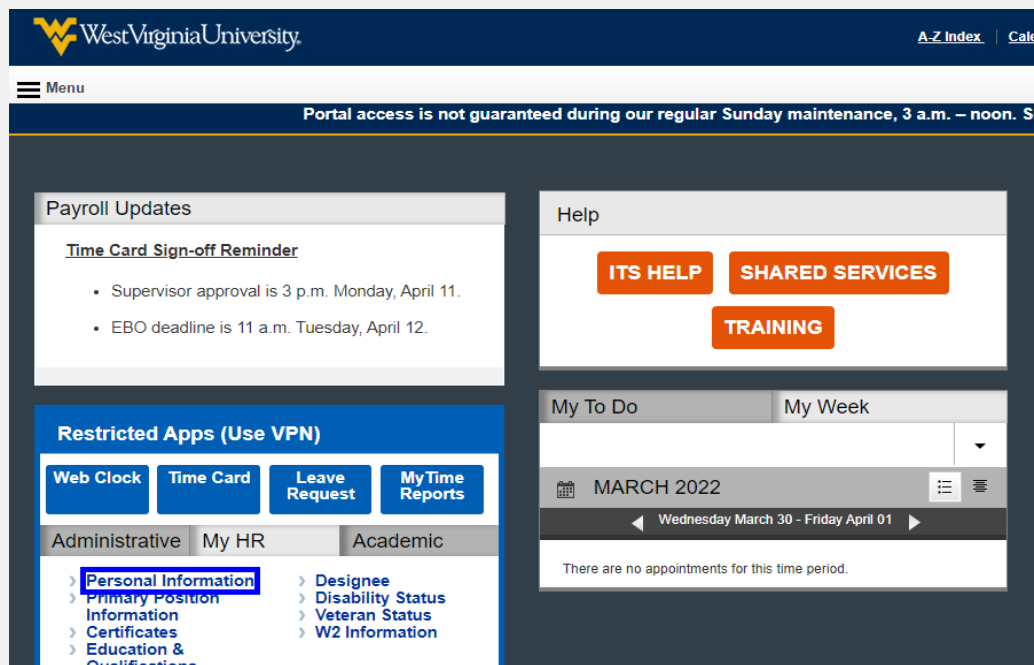 WestVirginiaUniversity.
A-Z Index
Menu
Portal access is not guaranteed during our regular Sunday maintenance, 3 a.m. – noon.
Payroll Updates
Time Card Sign-off Reminder
• Supervisor approval is 3 p.m. Monday, April 11.
• EBO deadline is 11 a.m. Tuesday, April 12.
Help
ITS HELP SHARED SERVICES
TRAINING
Restricted Apps (Use VPN)
Web Clock Time Card Leave MyTime
Request Reports
Administrative My HR Academic
Personal Information
Primary Position
Information
Certificates
Education &
Qualifications
Designee
Disability Status
Veteran Status
W2 Information
My To Do My Week
MARCH 2022
Wednesday March 30 - Friday April 01
There are no appointments for this time period.